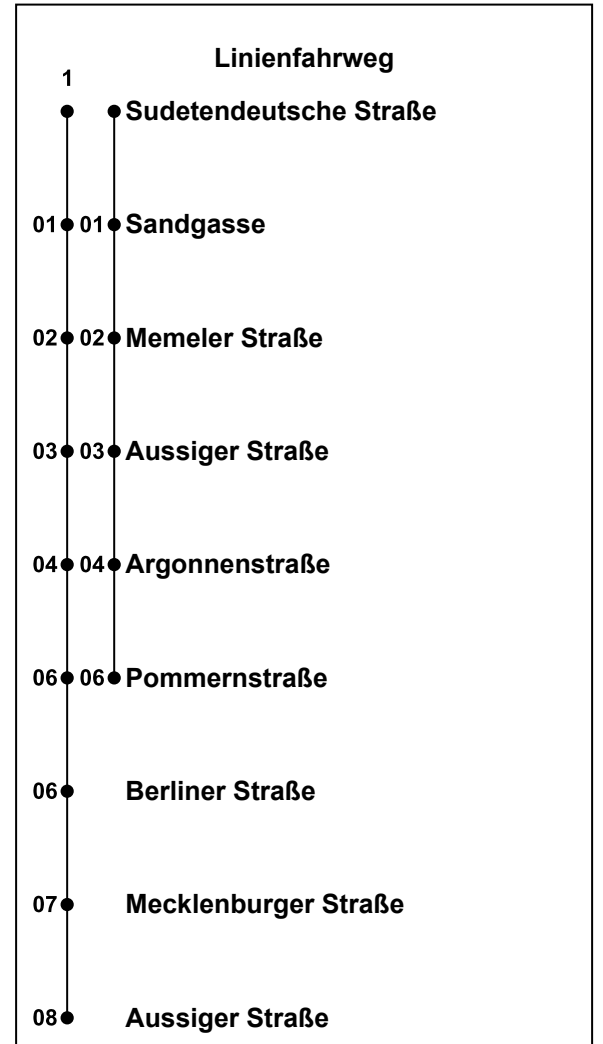 Linienfahrweg
1
Sudetendeutsche Straße
01 01 Sandgasse
02 02 Memeler Straße
03 03 Aussiger Straße
04 04 Argonnenstraße
06 06 Pommernstraße
06 Berliner Straße
07 Mecklenburger Straße
08 Aussiger Straße